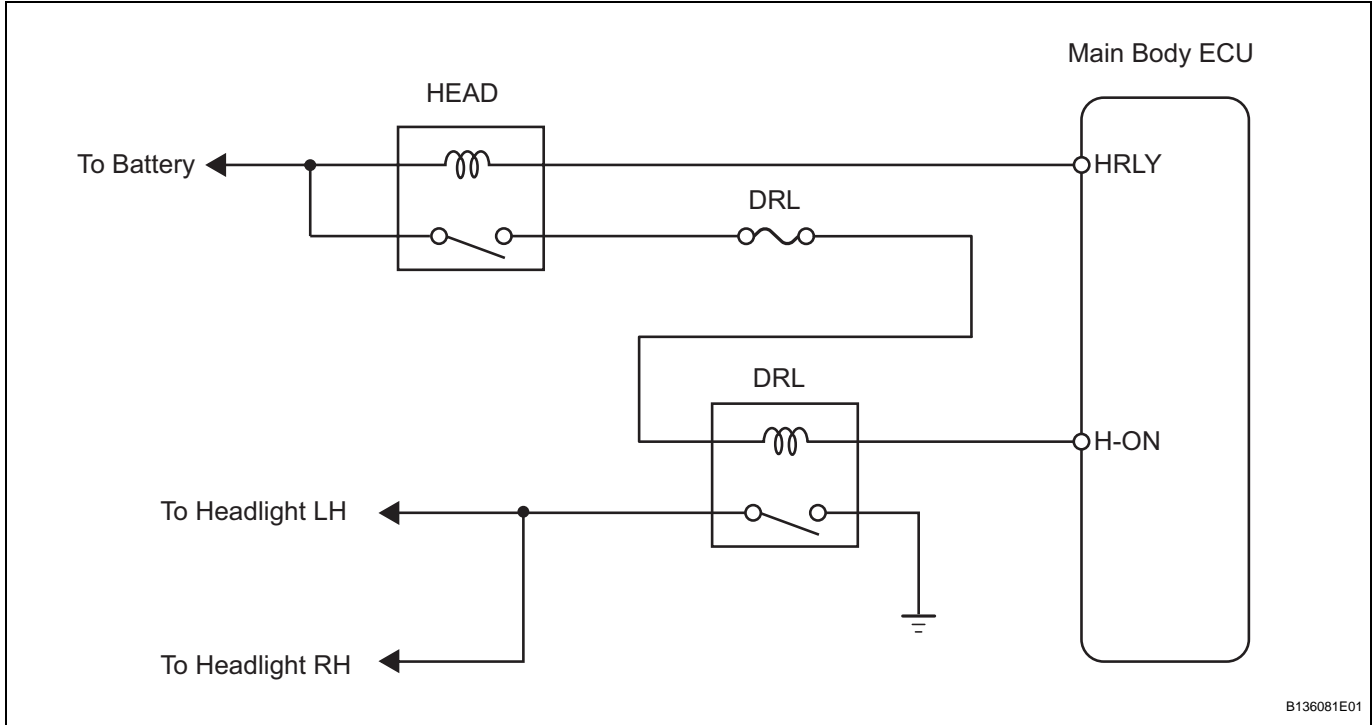 Main Body ECU
HEAD
To Battery
HRLY
DRL
DRL
H-ON
To Headlight LH
To Headlight RH
B136081E01